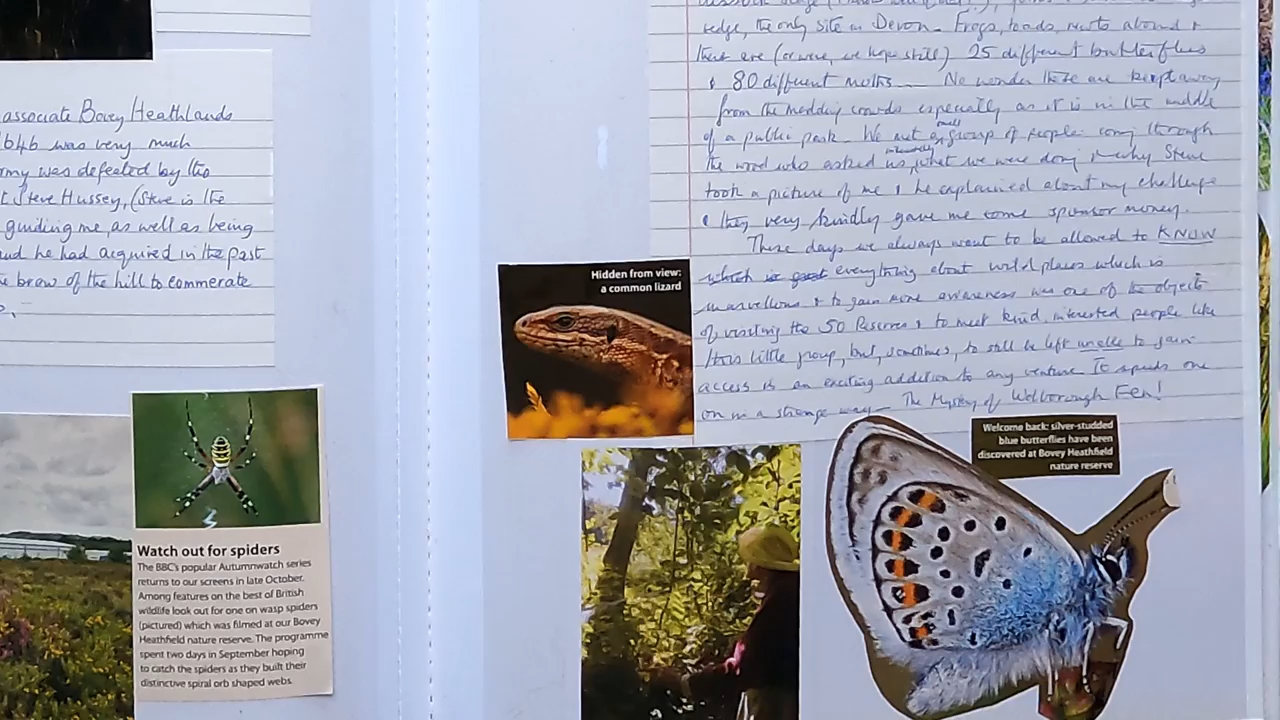 associate Bovey Heathlands
1646 was very much
my was defeated by the
Steve Hussey, (Steve is the
guiding me, as well as being
and he had acquired in the past
brow of the hill to commerate
Watch out for spiders
The BBC's popular Autumnwatch series
returns to our screens in late October.
Among features on the best of British
wildlife look out for one on wasp spiders
(pictured) which was filmed at our Bovey
Heathfield nature reserve. The programme
spent two days in September hoping
to catch the spiders as they built their
distinctive spiral orb shaped webs.
the only site in Devon. Frogs, toads, newts abound +
there are (or were, we hope still) 25 different butterflies
& 80 different moths No wonder these are kept away
from the madding crowds especially as it is in the middle
of a public park. We met a small group of people coming through
the wood who asked us, what we were doing & why Steve
took a picture of me & he explained about my challenge
& they very kindly gave me some sponsor money.
These days we always want to be allowed to KNOW
everything about wild places which is
marvellous & to gain more awareness was one of the objects
of visiting the 50 Reserves & to meet kind, interested people like
this little group, but, sometimes, to still be left unable to gain
access is an exciting addition to any venture. It spurs one
on in a strange way The Mystery of Wolborough Fen!
Hidden from view:
a common lizard
Welcome back: silver-studded
blue butterflies have been
discovered at Bovey Heathfield
nature reserve